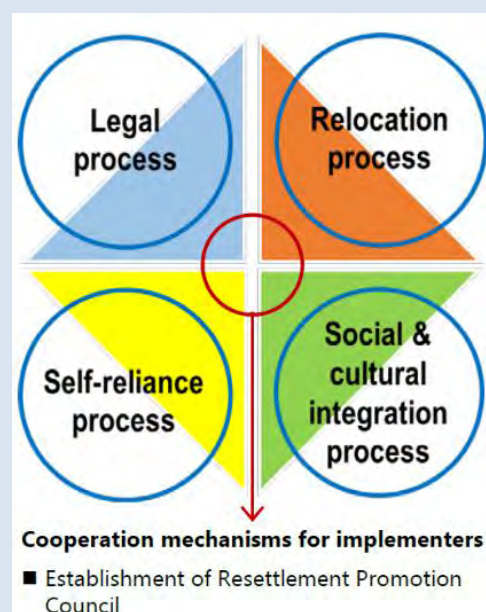 Legal
process
Relocation
process
Self-reliance
process
Social &
cultural
integration
process
Cooperation mechanisms for implementers
■ Establishment of Resettlement Promotion
Council